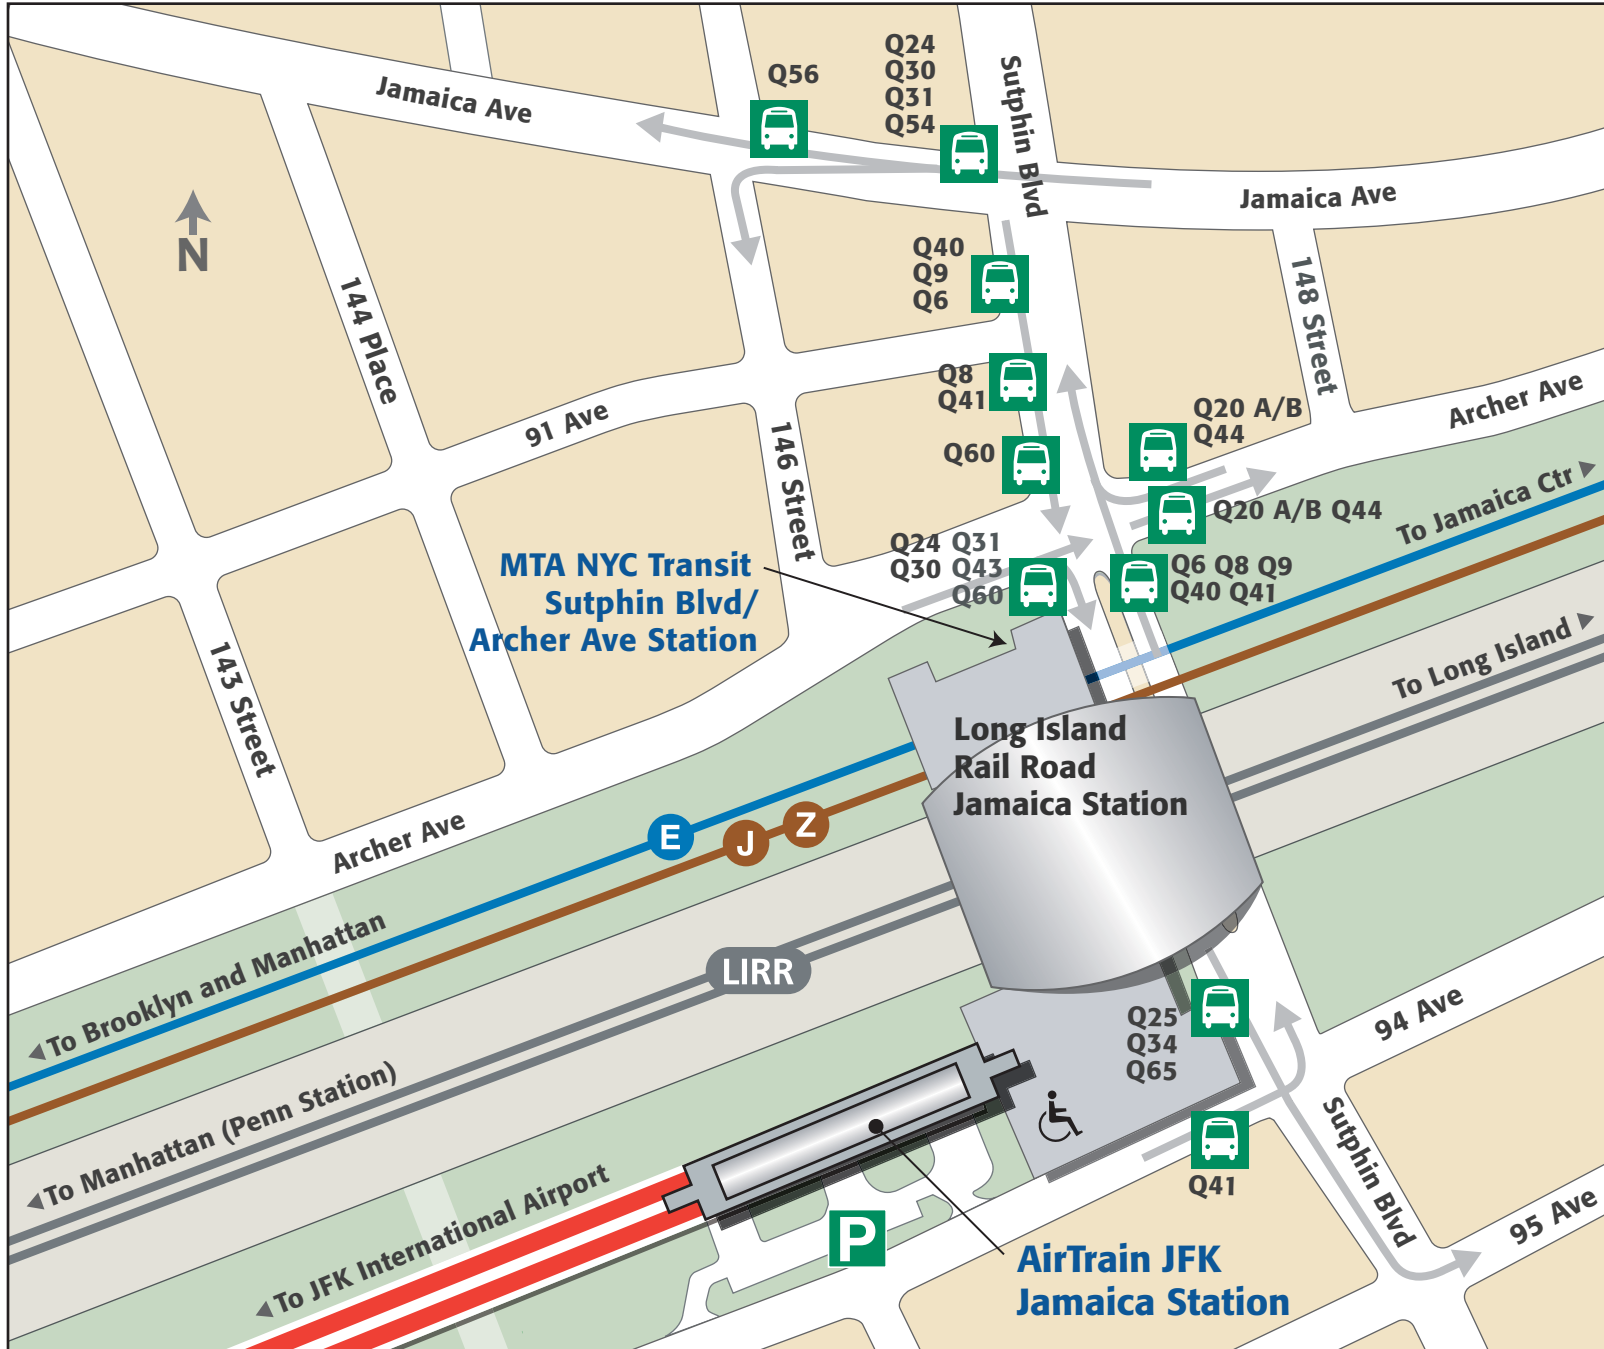 Q24
Q30
Q31
Q54
Q56
Sutphin Blvd
Jamaica Ave
Jamaica Ave
N
Q40
Q9
Q6
148 Street
144 Place
Q8
Q41
Archer Ave
Q20 A/B
Q44
91 Ave
146 Street
Q60
To Jamaica Ctr
Q20 A/B Q44
Q24 Q31
Q30 Q43
Q60
Q6 Q8 Q9
Q40 Q41
MTA NYC Transit
Sutphin Blvd/
Archer Ave Station
To Long Island
143 Street
Long Island
Rail Road
Jamaica Station
Archer Ave
E
J
Z
To Brooklyn and Manhattan
LIRR
94 Ave
Q25
Q34
Q65
To Manhattan (Penn Station)
Sutphin Blvd
Q41
To JFK International Airport
95 Ave
P
AirTrain JFK
Jamaica Station